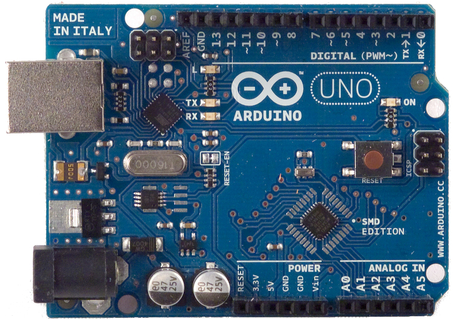 MADE
IN ITALY
AREF
GND
13
12
~11
~10
~9
8
7
~6
~5
4
~3
2
TX→1
RX←0
DIGITAL (PWM~)
L
TX
RX
ARDUINO
™
UNO
ON
T16000
RESET-EN
RESET
ICSP
SMD
EDITION
WWW.ARDUINO.CC
47
25V
47
25V
POWER
ANALOG IN
RESET
3.3V
5V
GND
GND
Vin
A0
A1
A2
A3
A4
A5